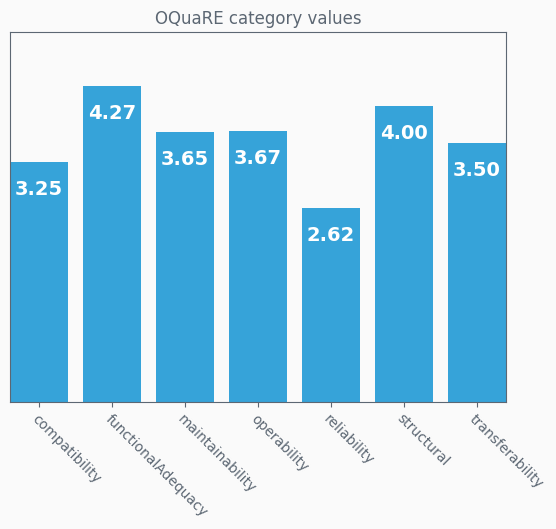 OQuaRE category values
3.25
4.27
3.65
3.67
2.62
4.00
3.50
compatibility
functionalAdequacy
maintainability
operability
reliability
structural
transferability